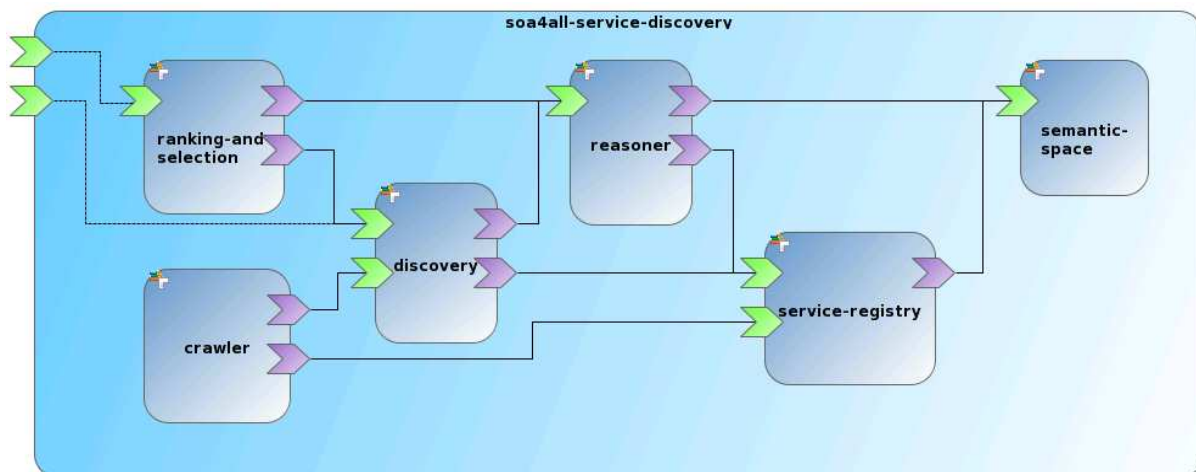 soa4all-service-discovery
ranking-and
selection
reasoner
semantic-
space
discovery
service-registry
crawler